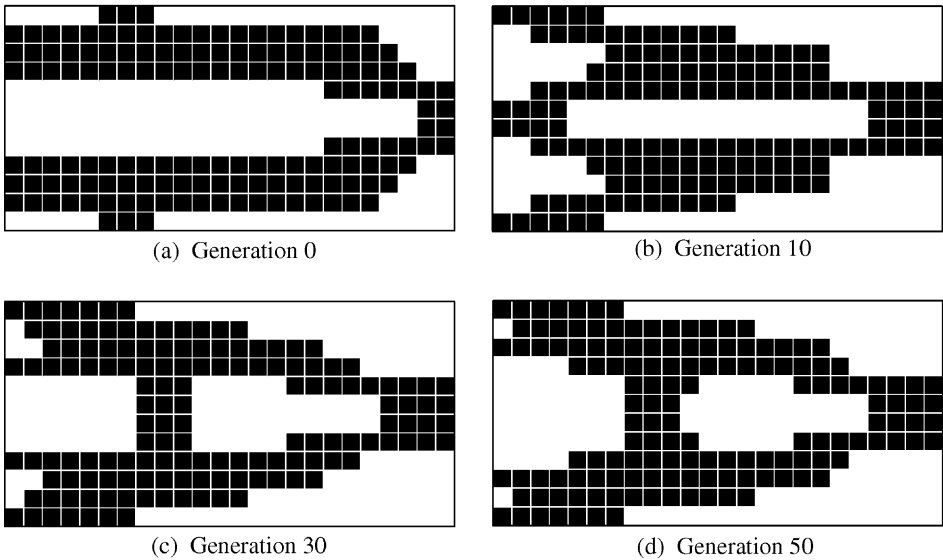 (a) Generation 0
(b) Generation 10
(c) Generation 30
(d) Generation 50